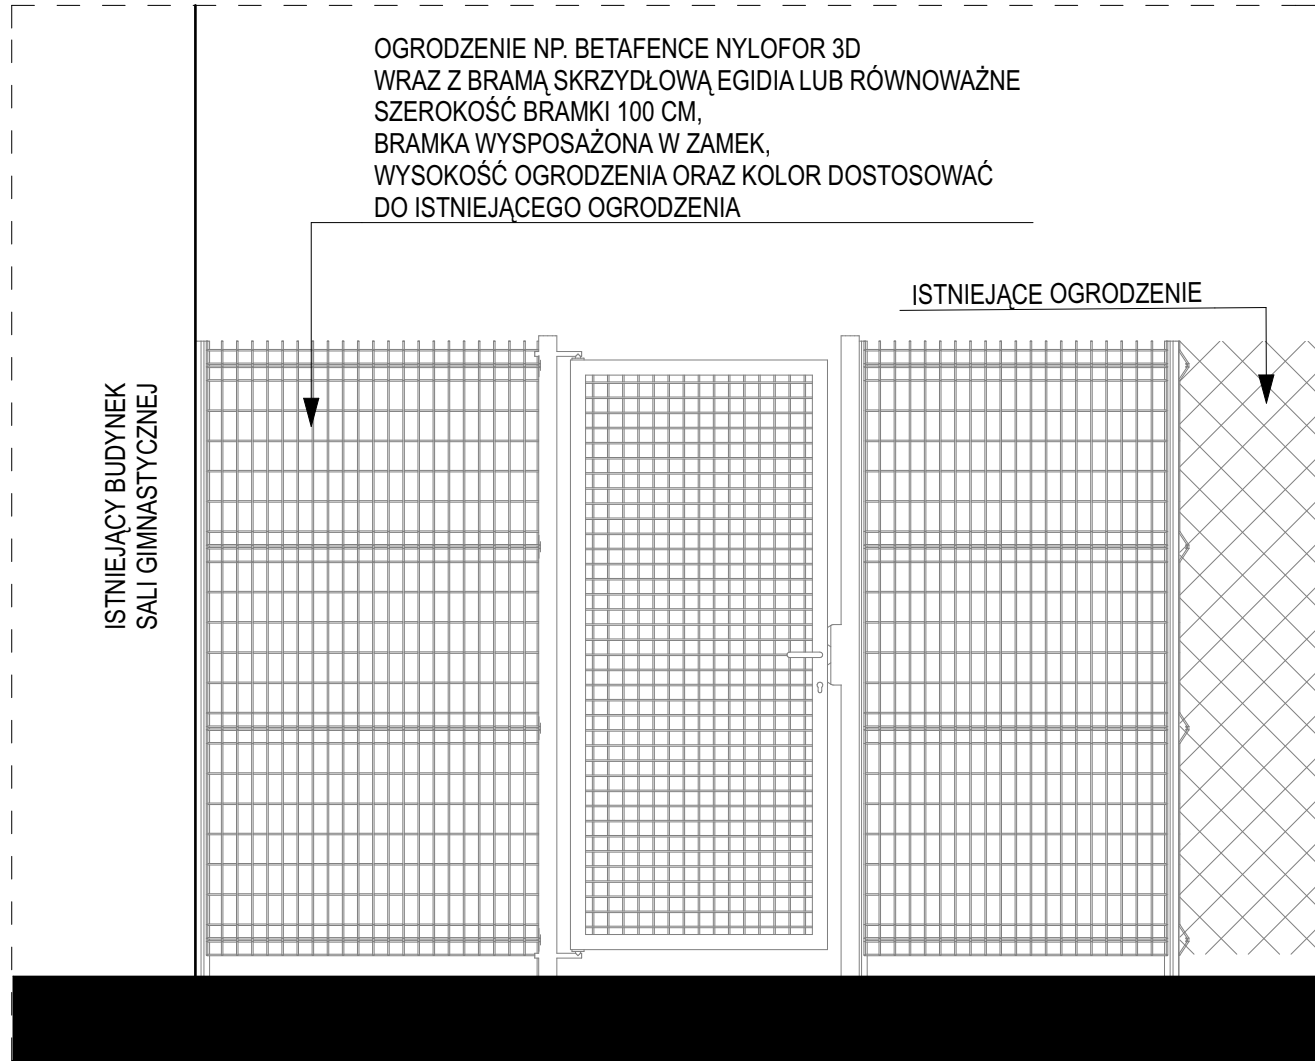 OGRODZENIE NP. BETAFENCE NYLOFOR 3D
WRAZ Z BRAMĄ SKRZYDŁOWĄ EGIDIA LUB RÓWNOWAŻNE
SZEROKOŚĆ BRAMKI 100 CM,
BRAMKA WYSPOSAŻONA W ZAMEK,
WYSOKOŚĆ OGRODZENIA ORAZ KOLOR DOSTOSOWAĆ
DO ISTNIEJĄCEGO OGRODZENIA
ISTNIEJĄCE OGRODZENIE
ISTNIEJĄCY BUDYNEK
SALI GIMNASTYCZNEJ